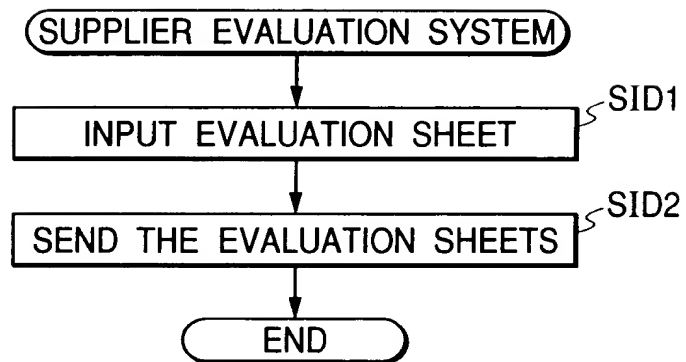 SUPPLIER EVALUATION SYSTEM
SID1
INPUT EVALUATION SHEET
SID2
SEND THE EVALUATION SHEETS
END